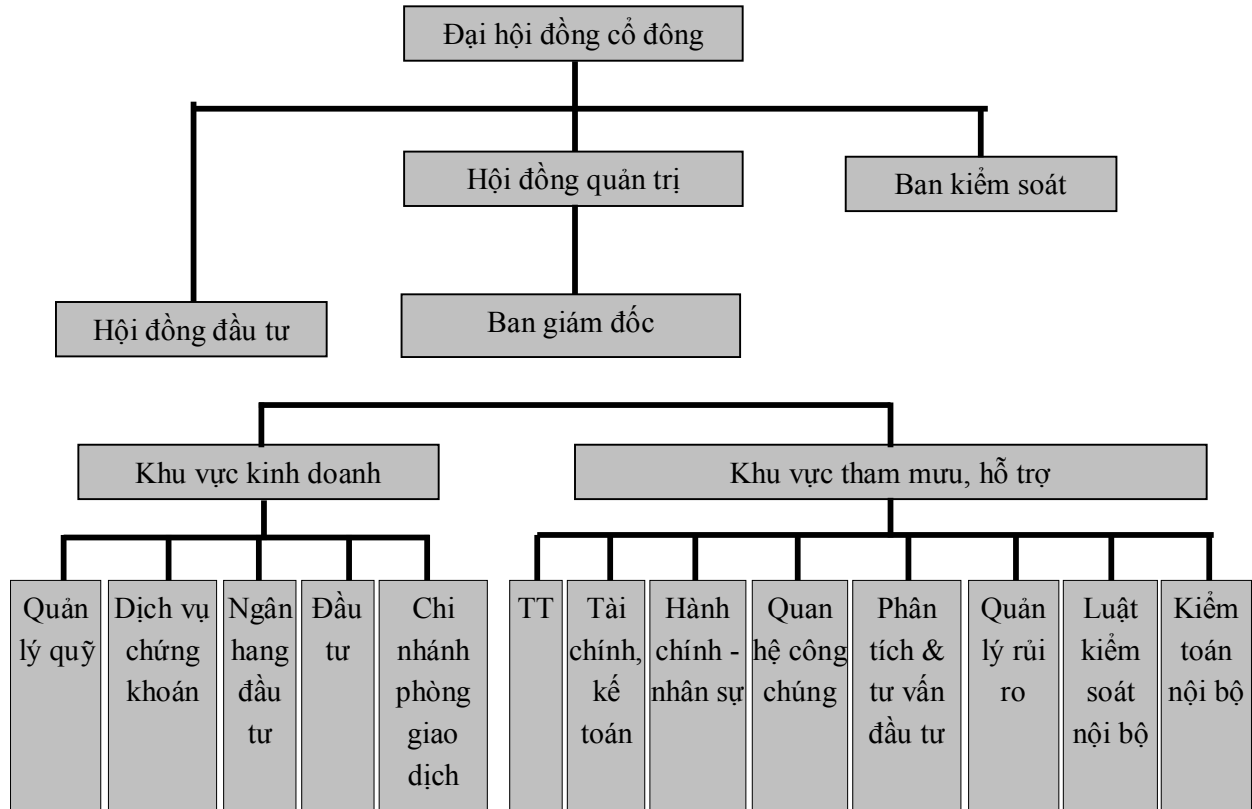 Đại hội đồng cổ đông
Hội đồng quản trị
Ban kiểm soát
Hội đồng đầu tư
Ban giám đốc
Khu vực kinh doanh
Khu vực tham mưu, hỗ trợ
Quản
lý quỹ
Dịch vụ
chứng
khoán
Ngân
hang
đầu
tư
Đầu
tư
Chi
nhánh
phòng
giao
dịch
TT
Tài
chính,
kế
toán
Hành
chính -
nhân sự
Quan
hệ công
chúng
Phân
tích &
tư vấn
đầu tư
Quản
lý rủi
ro
Luật
kiểm
soát
nội bộ
Kiểm
toán
nội bộ